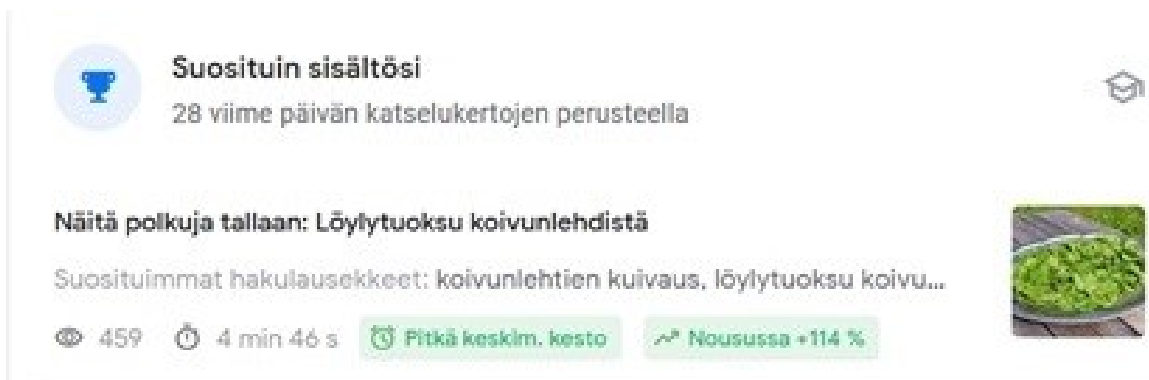 Suosituin sisältösi
28 viime päivän katselukertojen perusteella
Näitä polkuja tallaan: Löylytuoksu koivunlehdistä
Suosituimmat hakulausekkeet: koivunlehtien kuivaus, löylytuoksu koivu...
459 4 min 46 s Pitkä keskim. kesto Nousussa +114 %